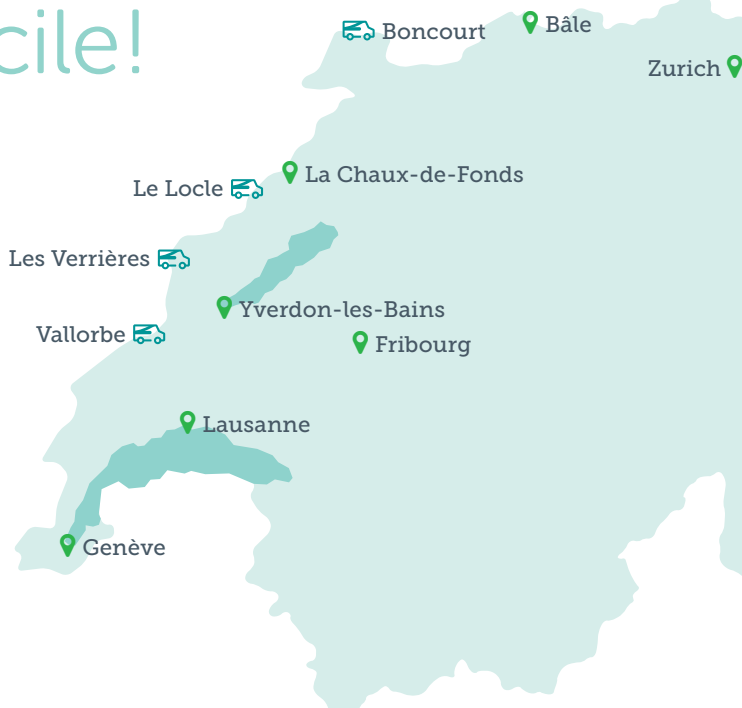 cile!
Boncourt
Bâle
Zurich
La Chaux-de-Fonds
Le Locle
Les Verrières
Yverdon-les-Bains
Vallorbe
Fribourg
Lausanne
Genève